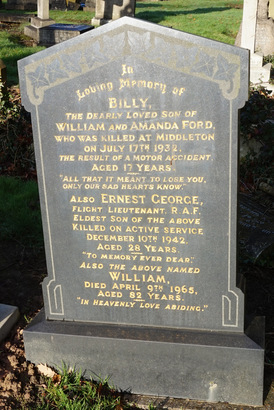 In
Loving Memory of
BILLY,
THE DEARLY LOVED SON OF
WILLIAM AND AMANDA FORD,
WHO WAS KILLED AT MIDDLETON
ON JULY 17TH 1932.
THE RESULT OF A MOTOR ACCIDENT.
AGED 17 YEARS.
"ALL THAT IT MEANT TO LOSE YOU,
ONLY OUR SAD HEARTS KNOW."
ALSO ERNEST GEORGE,
FLIGHT LIEUTENANT. R.A.F.
ELDEST SON OF THE ABOVE
KILLED ON ACTIVE SERVICE
DECEMBER 10TH 1942.
AGED 28 YEARS.
"TO MEMORY EVER DEAR."
ALSO THE ABOVE NAMED
WILLIAM,
DIED APRIL 9TH 1965,
AGED 82 YEARS.
"IN HEAVENLY LOVE ABIDING."